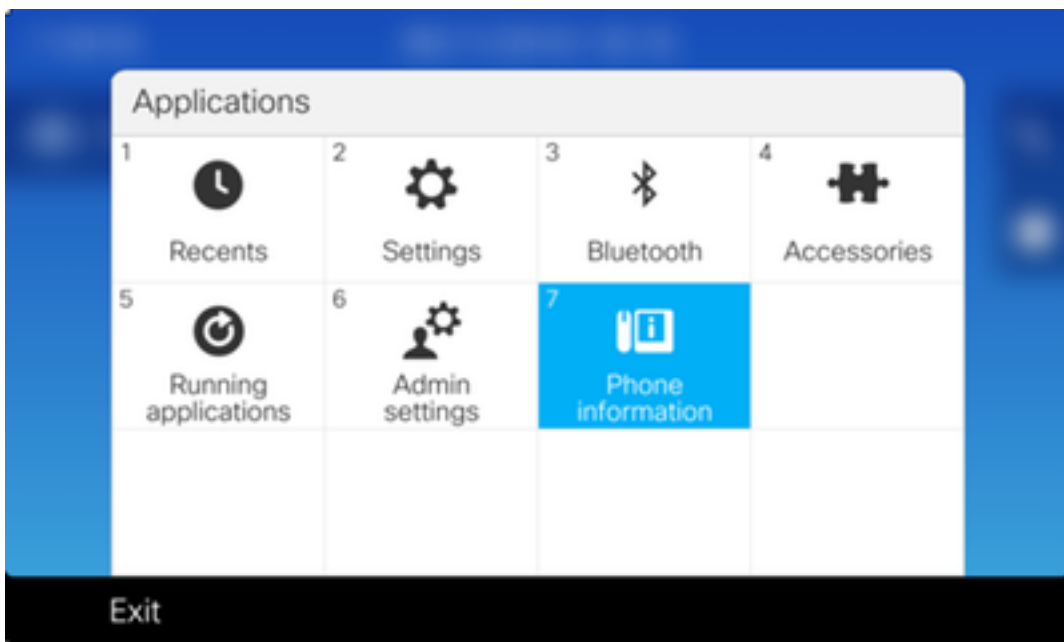 Applications
1
Recents
2
Settings
3
Bluetooth
4
Accessories
5
Running
applications
6
Admin
settings
7
Phone
information
Exit